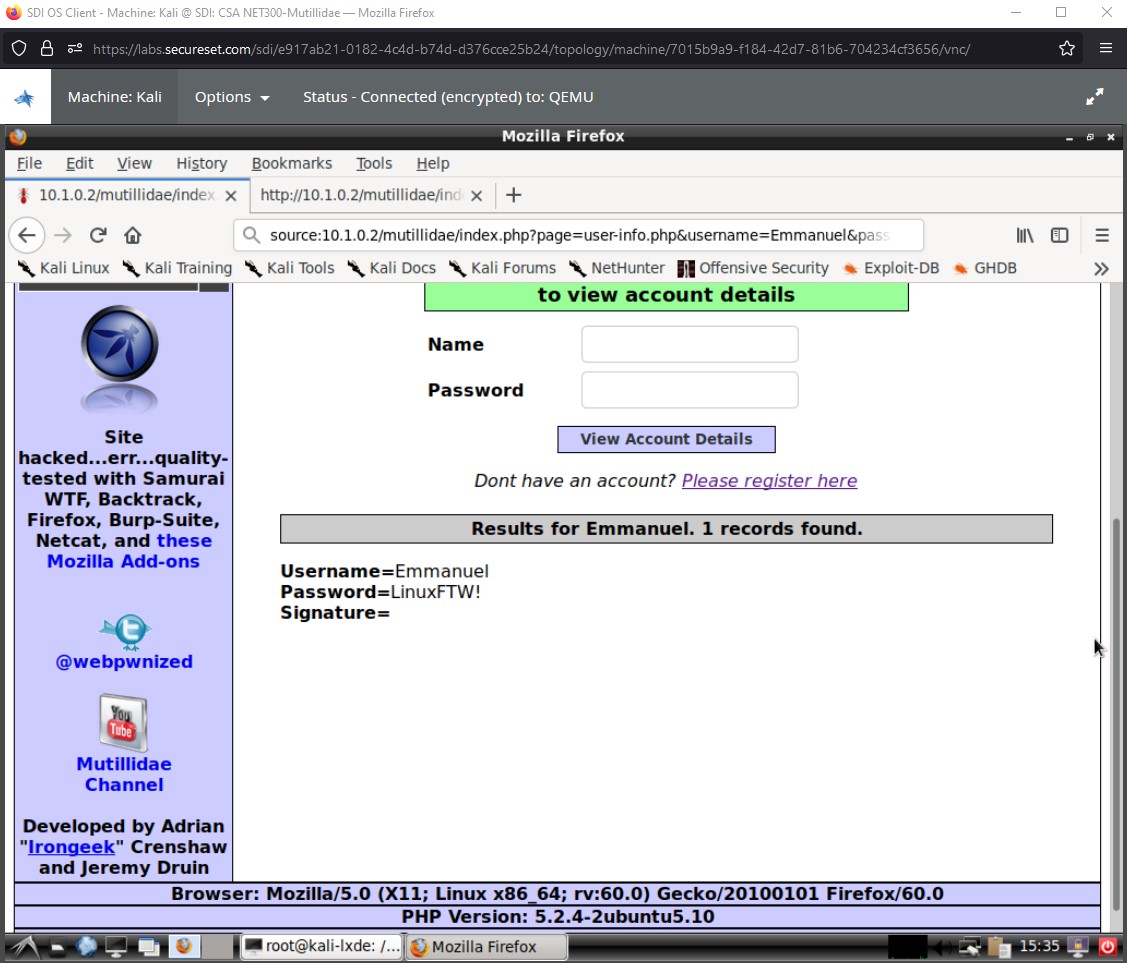 SDI OS Client - Machine: Kali @ SDI: CSA NET300-Mutillidae — Mozilla Firefox
https://labs.secureset.com/sdi/e917ab21-0182-4c4d-b74d-d376cce25b24/topology/machine/7015b9a9-f184-42d7-81b6-704234cf3656/vnc/
Machine: Kali Options Status - Connected (encrypted) to: QEMU
Mozilla Firefox
File Edit View History Bookmarks Tools Help
10.1.0.2/mutillidae/index http://10.1.0.2/mutillidae/ind
source:10.1.0.2/mutillidae/index.php?page=user-info.php&username=Emmanuel&pass
Kali Linux Kali Training Kali Tools Kali Docs Kali Forums NetHunter Offensive Security Exploit-DB GHDB
to view account details
Name
Password
View Account Details
Dont have an account? Please register here
Results for Emmanuel. 1 records found.
Username=Emmanuel
Password=LinuxFTW!
Signature=
Site
hacked...err...quality-
tested with Samurai
WTF, Backtrack,
Firefox, Burp-Suite,
Netcat, and these
Mozilla Add-ons
@webpwnized
You
Tube
Mutillidae
Channel
Developed by Adrian
"Irongeek" Crenshaw
and Jeremy Druin
Browser: Mozilla/5.0 (X11; Linux x86_64; rv:60.0) Gecko/20100101 Firefox/60.0
PHP Version: 5.2.4-2ubuntu5.10
root@kali-lxde: /... Mozilla Firefox 15:35